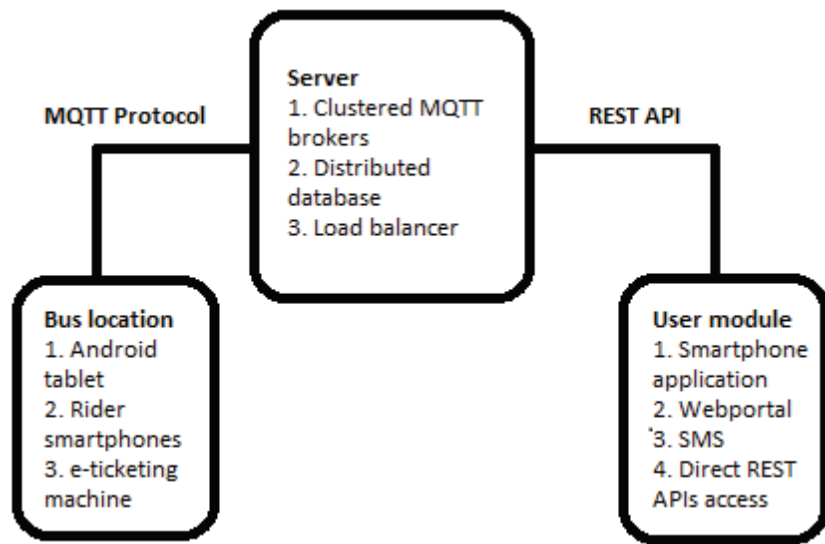 Server
1. Clustered MQTT
brokers
2. Distributed
database
3. Load balancer
MQTT Protocol
REST API
Bus location
1. Android
tablet
2. Rider
smartphones
3. e-ticketing
machine
User module
1. Smartphone
application
2. Webportal
3. SMS
4. Direct REST
APIs access